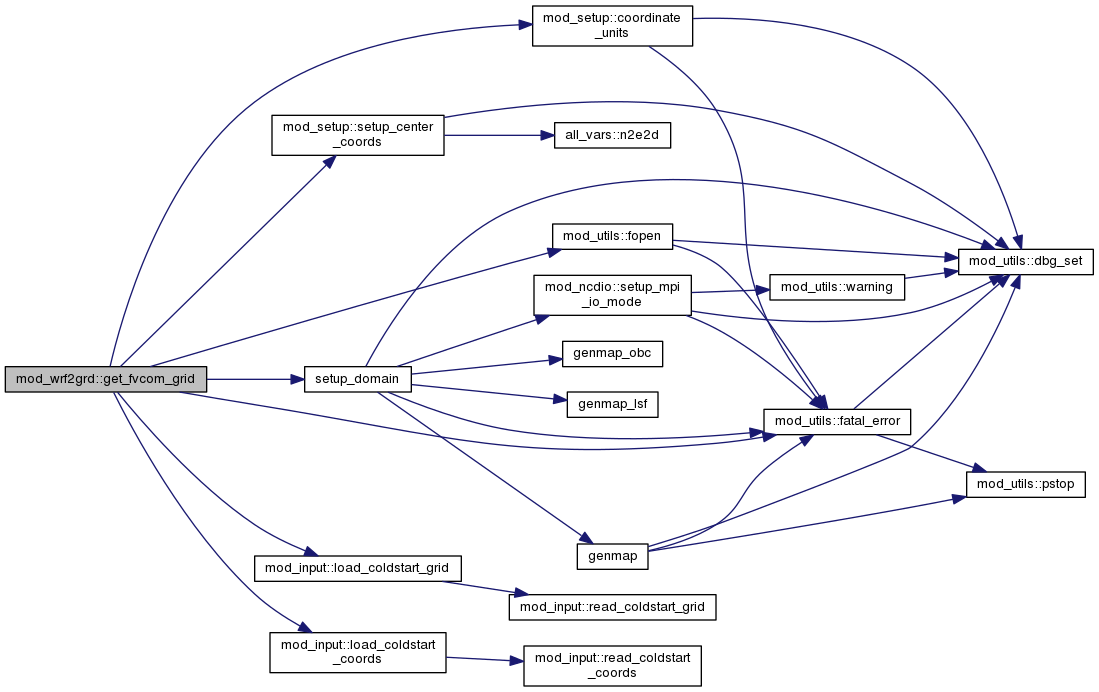 mod_setup::coordinate
_units
mod_setup::setup_center
_coords
all_vars::n2e2d
mod_utils::fopen
mod_utils::dbg_set
mod_ncdio::setup_mpi
_io_mode
mod_utils::warning
genmap_obc
mod_wrf2grd::get_fvcom_grid
setup_domain
genmap_lsf
mod_utils::fatal_error
mod_utils::pstop
genmap
mod_input::load_coldstart_grid
mod_input::read_coldstart_grid
mod_input::load_coldstart
_coords
mod_input::read_coldstart
_coords